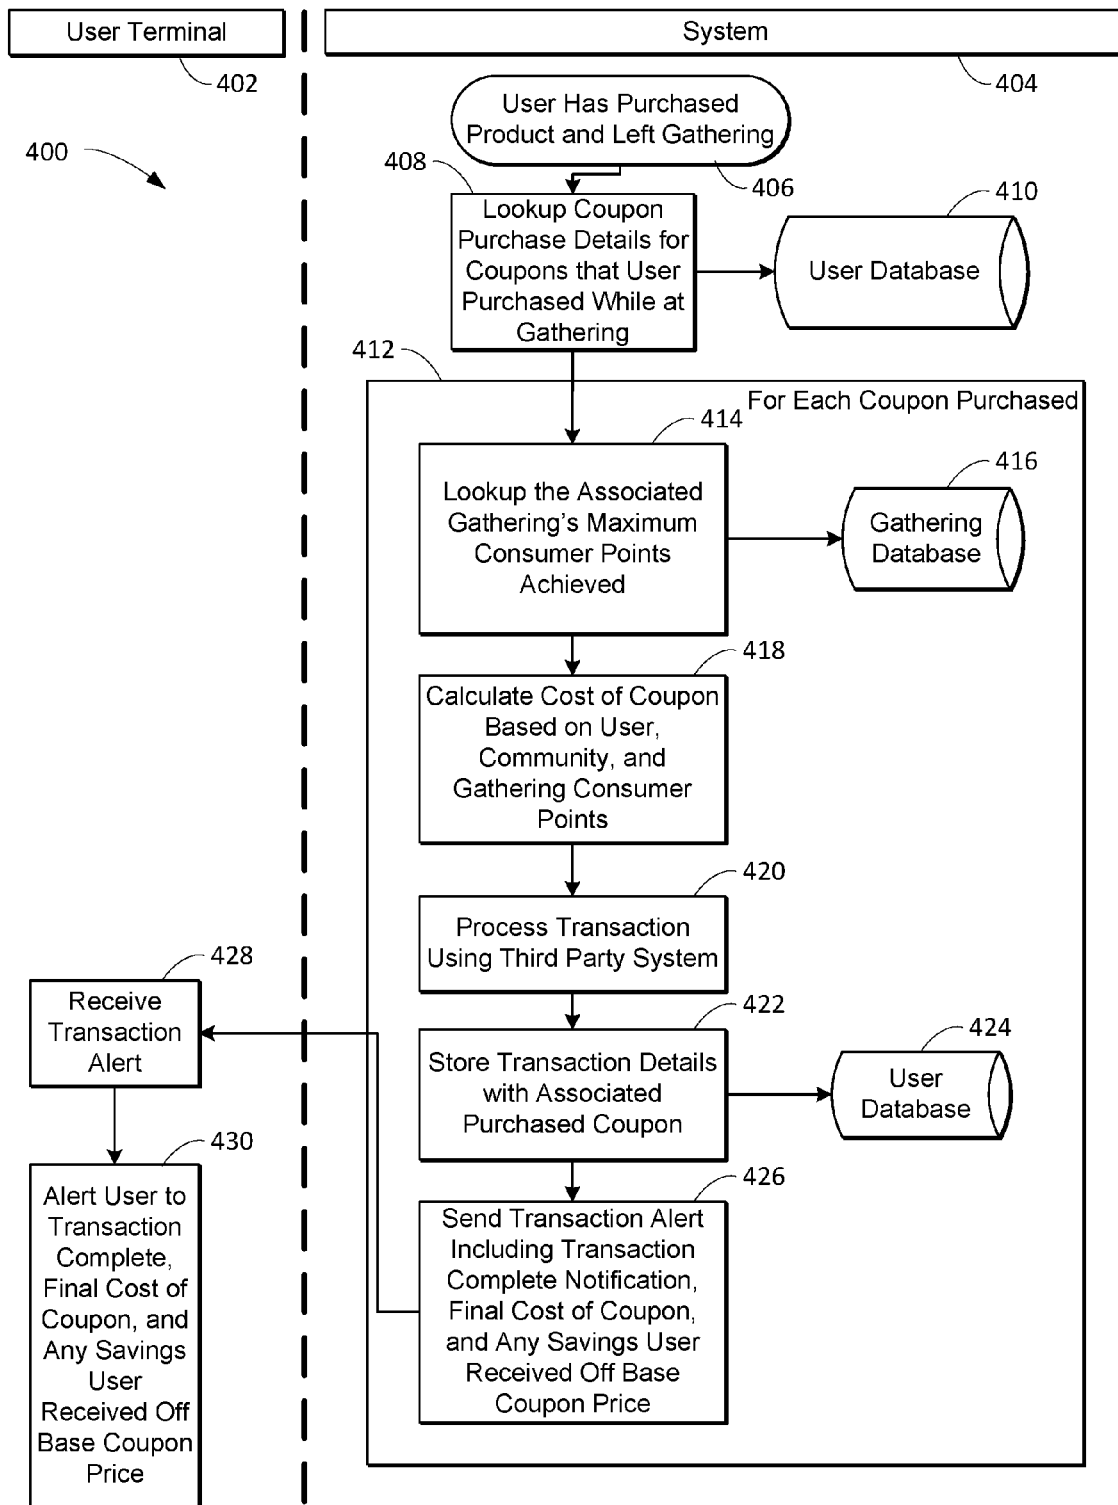 User Terminal
System
402
404
400
User Has Purchased
Product and Left Gathering
406
408
Lookup Coupon
Purchase Details for
Coupons that User
Purchased While at
Gathering
410
User Database
412
For Each Coupon Purchased
414
Lookup the Associated
Gathering's Maximum
Consumer Points
Achieved
416
Gathering
Database
418
Calculate Cost of Coupon
Based on User,
Community, and
Gathering Consumer
Points
420
Process Transaction
Using Third Party System
422
Store Transaction Details
with Associated
Purchased Coupon
424
User
Database
426
Send Transaction Alert
Including Transaction
Complete Notification,
Final Cost of Coupon,
and Any Savings User
Received Off Base
Coupon Price
428
Receive
Transaction
Alert
430
Alert User to
Transaction
Complete,
Final Cost of
Coupon, and
Any Savings
User
Received Off
Base Coupon
Price